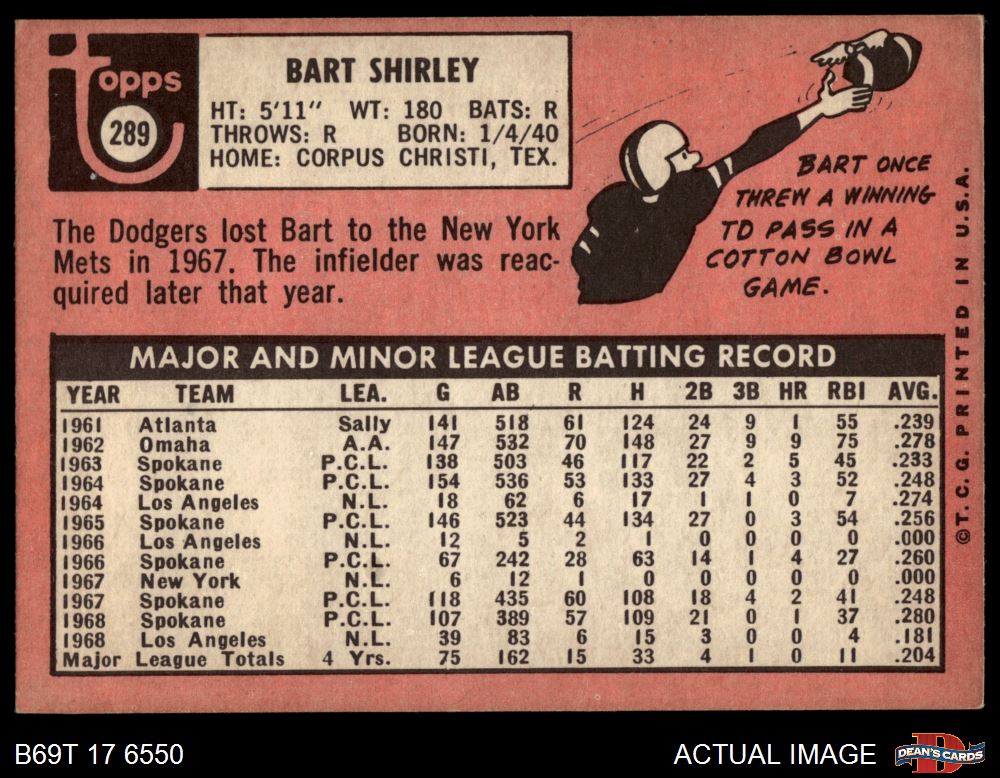 topps
289
BART SHIRLEY
HT: 5'11" WT: 180 BATS: R
THROWS: R BORN: 1/4/40
HOME: CORPUS CHRISTI, TEX.
BART ONCE
THREW A WINNING
TD PASS IN A
COTTON BOWL
GAME.
The Dodgers lost Bart to the New York
Mets in 1967. The infielder was reac-
quired later that year.
MAJOR AND MINOR LEAGUE BATTING RECORD
YEAR TEAM LEA. G AB R H 2B 3B HR RBI AVG.
1961 Atlanta Sally 141 518 61 124 24 9 1 55 .239
1962 Omaha A.A. 147 532 70 148 27 9 9 75 .278
1963 Spokane P.C.L. 138 503 46 117 22 2 5 45 .233
1964 Spokane P.C.L. 154 536 53 133 27 4 3 52 .248
1964 Los Angeles N.L. 18 62 6 17 1 1 0 7 .274
1965 Spokane P.C.L. 146 523 44 134 27 0 3 54 .256
1966 Los Angeles N.L. 12 5 2 1 0 0 0 0 .000
1966 Spokane P.C.L. 67 242 28 63 14 1 4 27 .260
1967 New York N.L. 6 12 1 0 0 0 0 0 .000
1967 Spokane P.C.L. 118 435 60 108 18 4 2 41 .248
1968 Spokane P.C.L. 107 389 57 109 21 0 1 37 .280
1968 Los Angeles N.L. 39 83 6 15 3 0 0 4 .181
Major League Totals 4 Yrs. 75 162 15 33 4 1 0 11 .204
©T.C.G. PRINTED IN U.S.A.
B69T 17 6550
ACTUAL IMAGE
DEAN'S CARDS